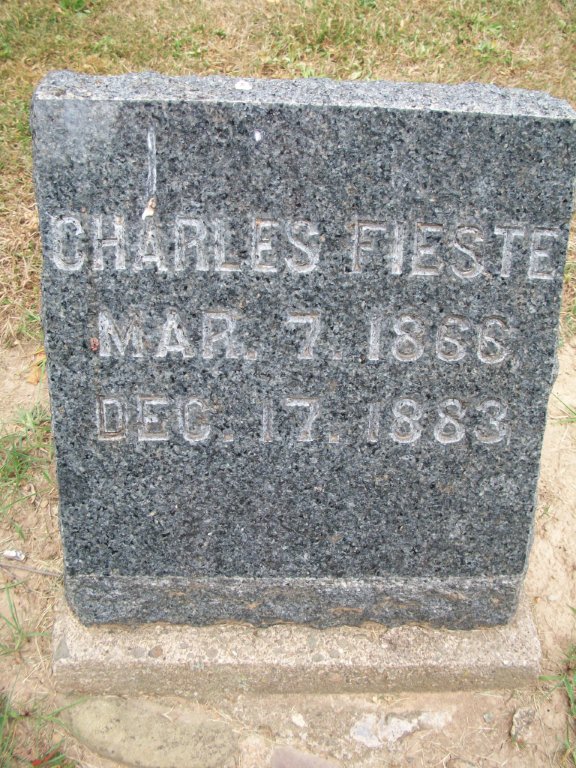 CHARLES FIESTE
MAR. 7. 1866
DEC. 17. 1883